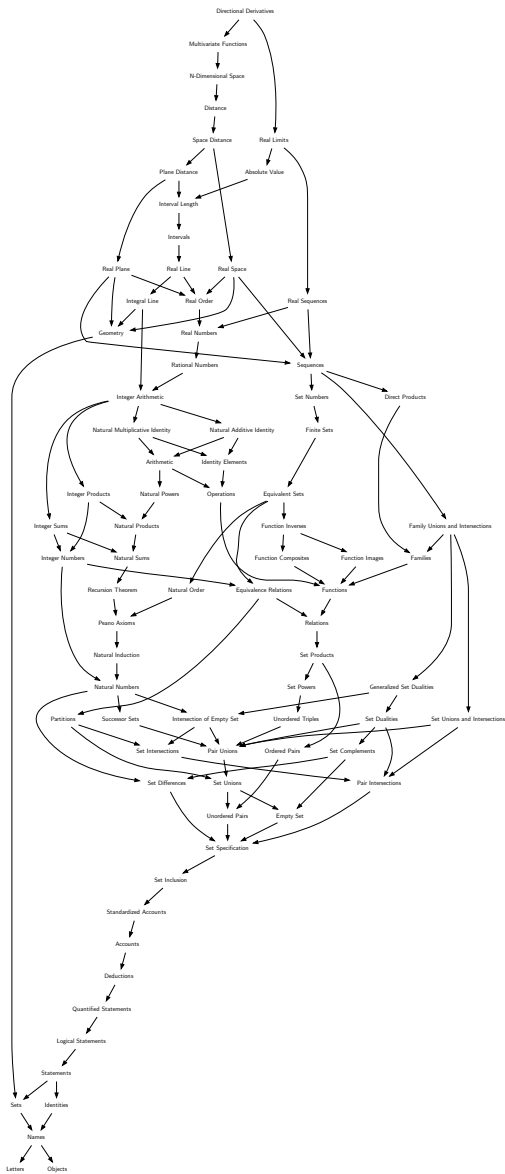 Directional Derivatives
Multivariate Functions
N-Dimensional Space
Distance
Space Distance
Real Limits
Plane Distance
Absolute Value
Interval Length
Intervals
Real Plane
Real Line
Real Space
Integral Line
Real Order
Real Sequences
Geometry
Real Numbers
Rational Numbers
Sequences
Integer Arithmetic
Set Numbers
Direct Products
Natural Multiplicative Identity
Natural Additive Identity
Finite Sets
Arithmetic
Identity Elements
Integer Products
Natural Powers
Operations
Equivalent Sets
Integer Sums
Natural Products
Function Inverses
Family Unions and Intersections
Integer Numbers
Natural Sums
Function Composites
Function Images
Families
Recursion Theorem
Natural Order
Equivalence Relations
Functions
Peano Axioms
Relations
Natural Induction
Set Products
Natural Numbers
Set Powers
Generalized Set Dualities
Partitions
Successor Sets
Intersection of Empty Set
Unordered Triples
Set Dualities
Set Unions and Intersections
Set Intersections
Pair Unions
Ordered Pairs
Set Complements
Set Differences
Set Unions
Pair Intersections
Unordered Pairs
Empty Set
Set Specification
Set Inclusion
Standardized Accounts
Accounts
Deductions
Quantified Statements
Logical Statements
Statements
Sets
Identities
Names
Letters
Objects